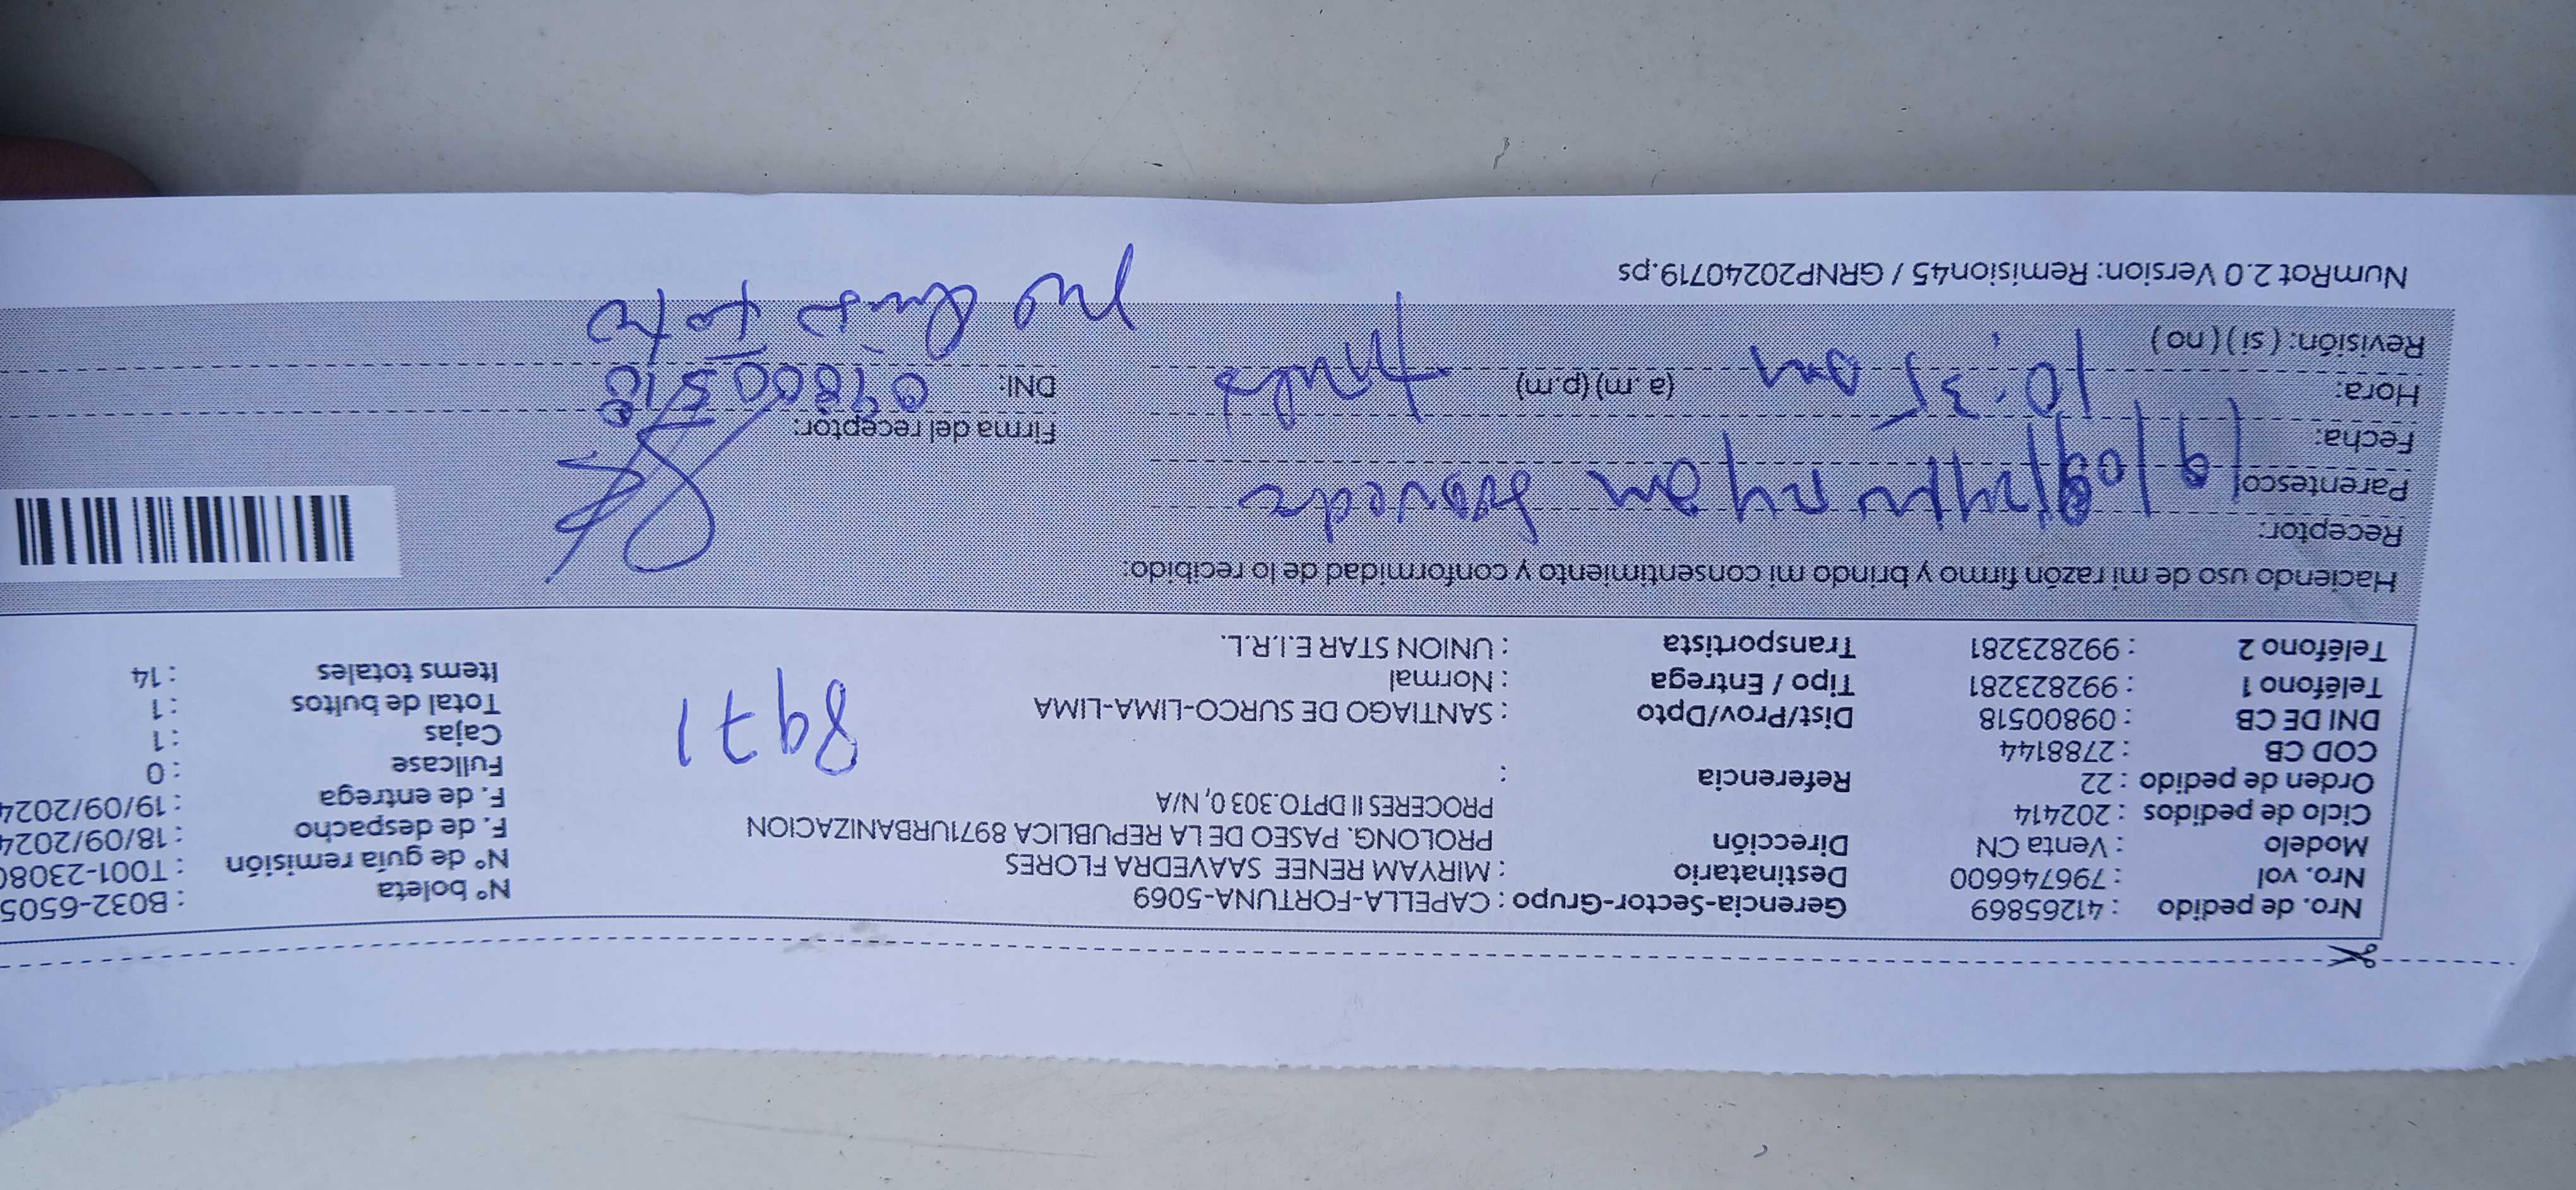 Nro. de pedido : 41265869 Gerencia-Sector-Grupo : CAPELLA-FORTUNA-5069 N° boleta : B032-6505
Nro. vol : 796746600 Destinatario : MIRYAM RENEE SAAVEDRA FLORES N° de guía remisión : T001-2308
Modelo : Venta CN Dirección PROLONG. PASEO DE LA REPUBLICA 8971URBANIZACION F. de despacho : 18/09/2024
Ciclo de pedidos : 202414 PROCERES II DPTO.303 0, N/A F. de entrega : 19/09/2024
Orden de pedido : 22 Referencia : Fullcase : 0
COD CB : 2788144 8971 Cajas : 1
DNI DE CB : 09800518 Dist/Prov/Dpto : SANTIAGO DE SURCO-LIMA-LIMA Total de bultos : 1
Teléfono 1 : 992823281 Tipo / Entrega : Normal Items totales : 14
Teléfono 2 : 992823281 Transportista : UNION STAR E.I.R.L.
Haciendo uso de mi razón firmo y brindo mi consentimiento y conformidad de lo recibido:
Receptor:
Parentesco
Fecha: 19/09/24 Firma del receptor:
Hora: 10:35 am (a.m) (p.m) DNI: 09800518
Revisión: ( si ) ( no ) no foto
NumRot 2.0 Version: Remision45 / GRNP20240719.ps